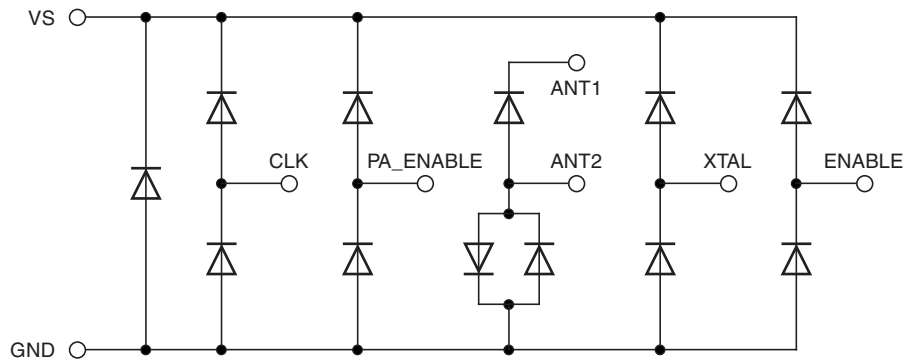 VS
ANT1
CLK
PA_ENABLE
ANT2
XTAL
ENABLE
GND